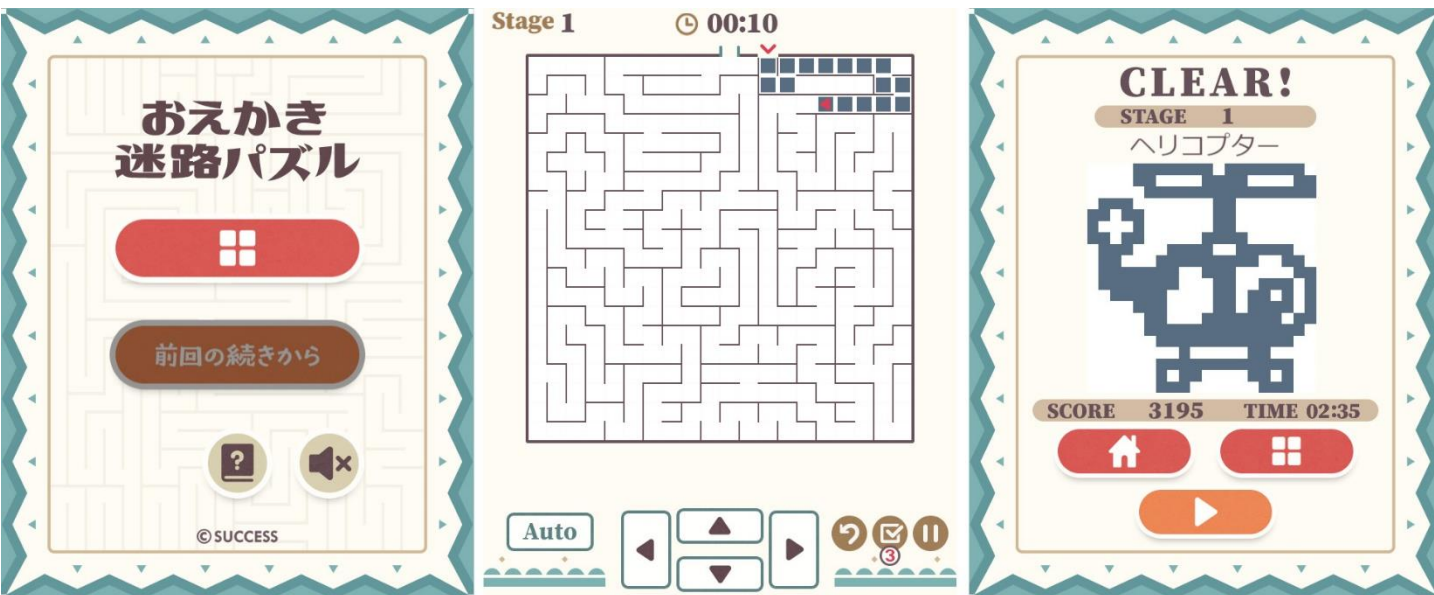 おえかき
迷路パズル
前回の続きから
?
© SUCCESS
Stage 1
00:10
Auto
3
CLEAR!
STAGE 1
ヘリコプター
SCORE 3195 TIME 02:35